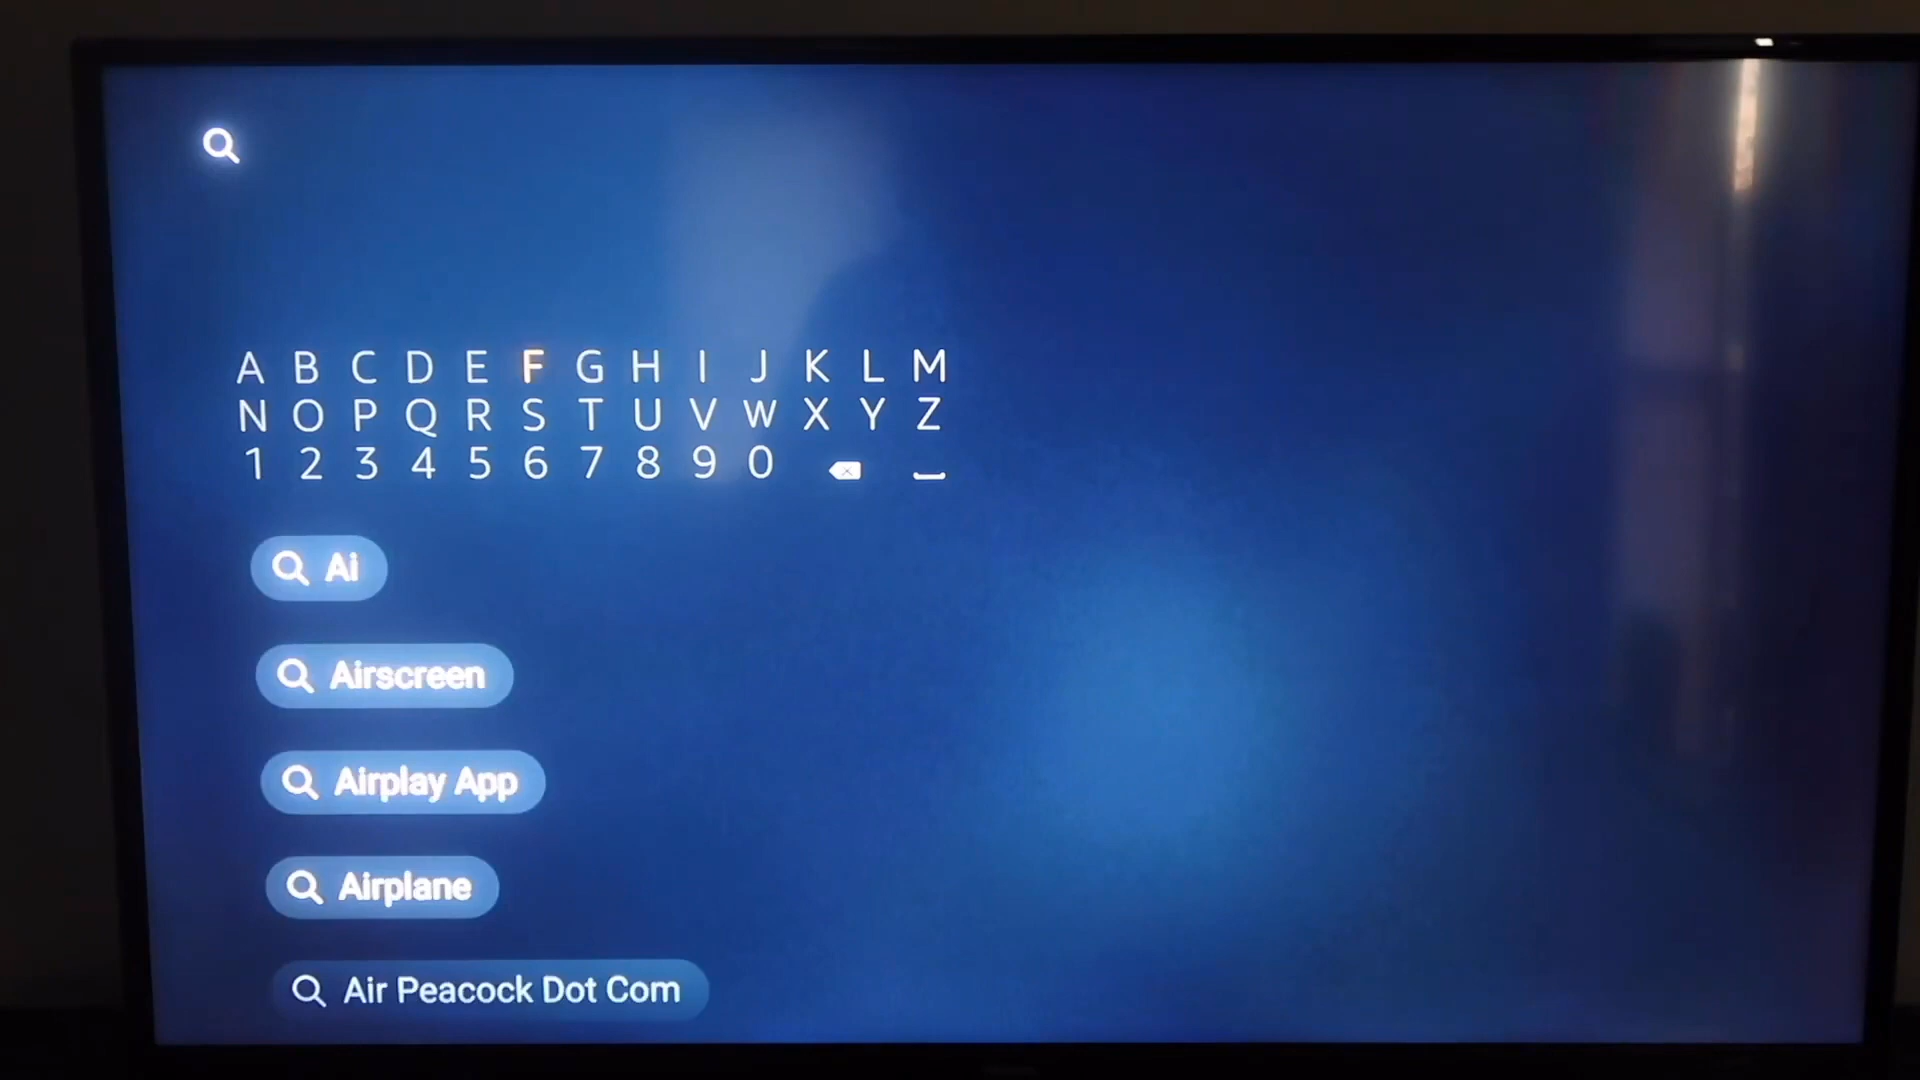 A B C D E F G H I J K L M
N O P Q R S T U V W X Y Z
1 2 3 4 5 6 7 8 9 0
Ai
Airscreen
Airplay App
Airplane
Air Peacock Dot Com